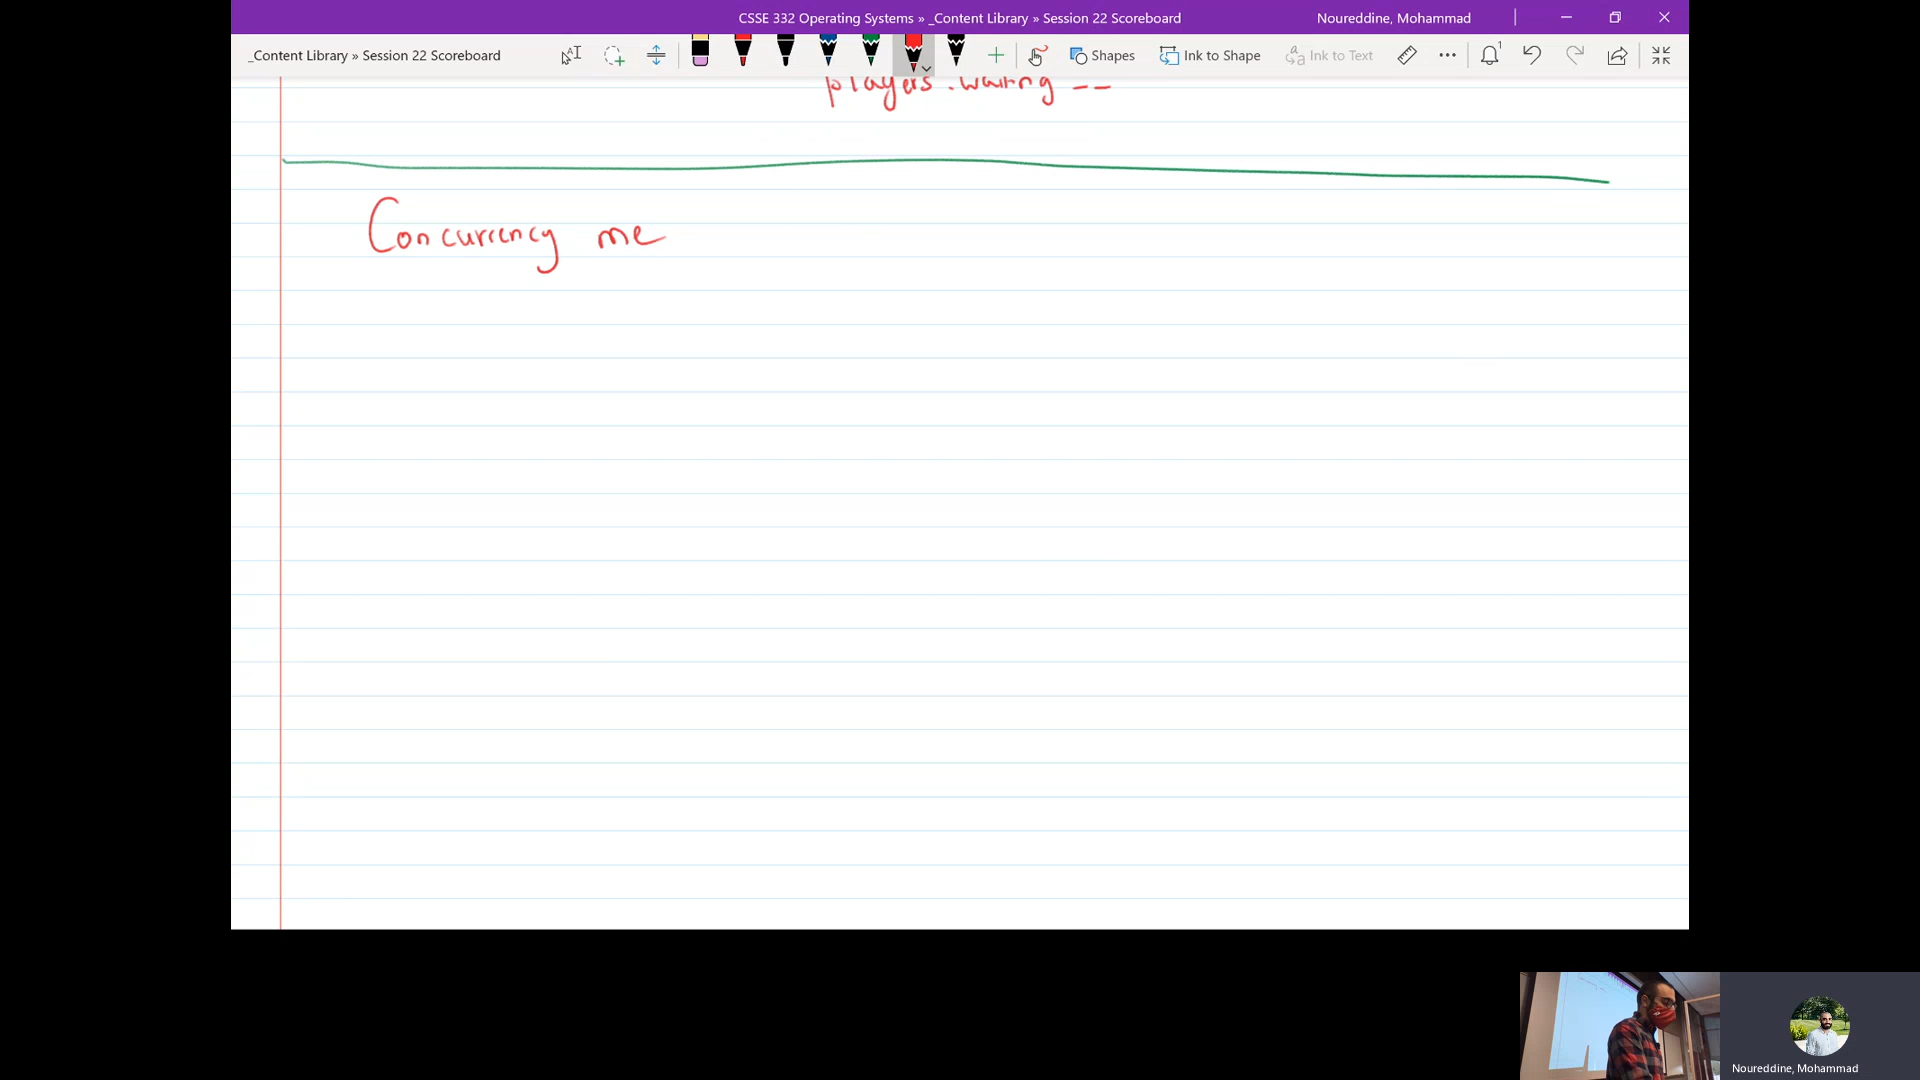 CSSE 332 Operating Systems » _Content Library » Session 22 Scoreboard
Noureddine, Mohammad
_Content Library » Session 22 Scoreboard
Shapes
Ink to Shape
Ink to Text
1
players.waiting --
Concurrency me
Noureddine, Mohammad